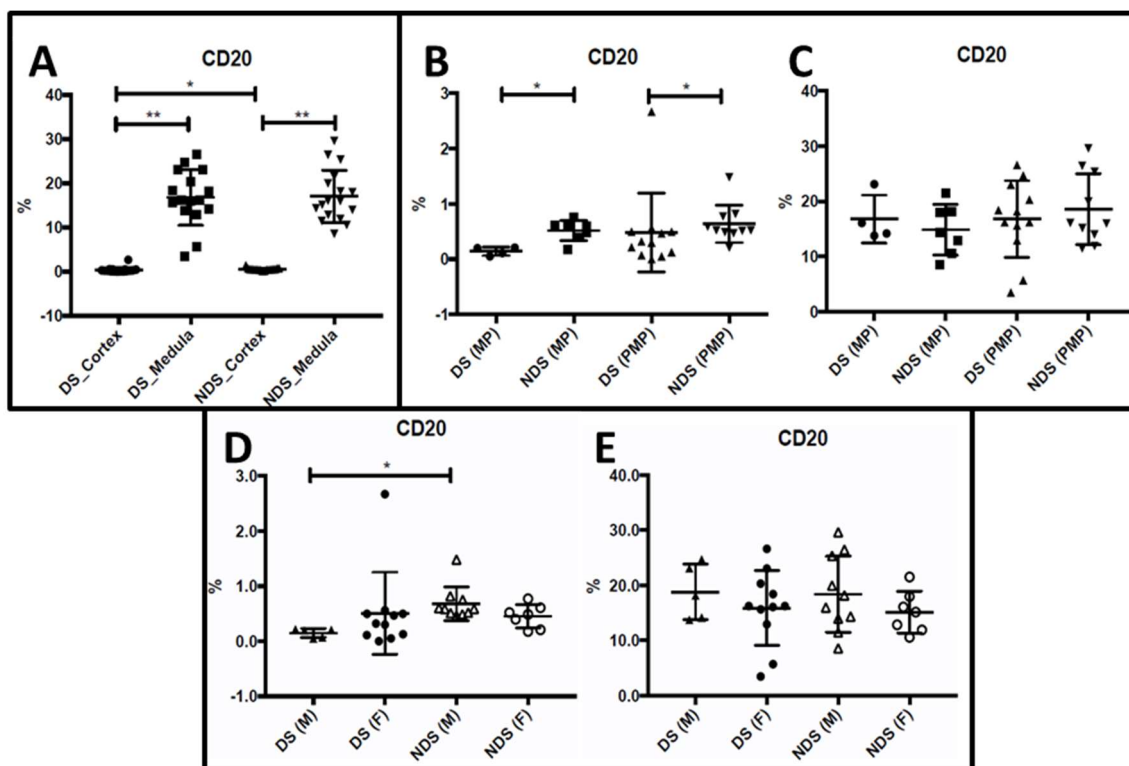 A
CD20
*
**
**
40
30
20
10
0
-10
%
DS_Cortex
DS_Medula
NDS_Cortex
NDS_Medula
B
CD20
*
*
3
2
1
0
-1
%
DS (MP)
NDS (MP)
DS (PMP)
NDS (PMP)
C
CD20
40
30
20
10
0
%
DS (MP)
NDS (MP)
DS (PMP)
NDS (PMP)
D
CD20
*
3.0
2.0
1.0
0.0
-1.0
%
DS (M)
DS (F)
NDS (M)
NDS (F)
E
CD20
40.0
30.0
20.0
10.0
0.0
%
DS (M)
DS (F)
NDS (M)
NDS (F)